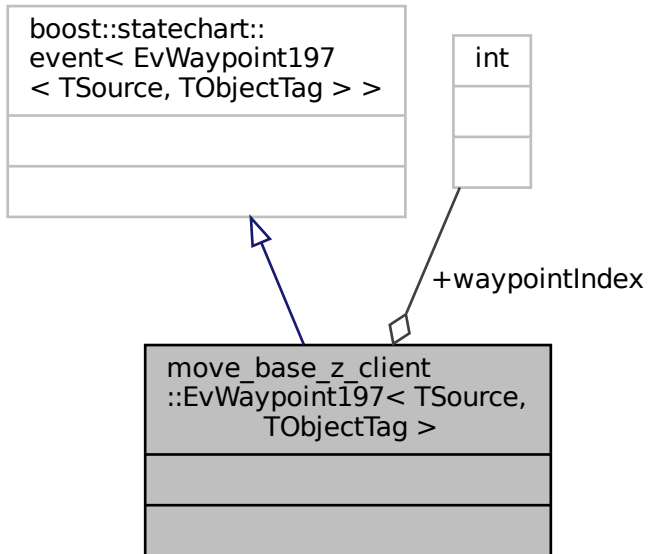 boost::statechart::
event< EvWaypoint197
< TSource, TObjectTag > >
int
+waypointIndex
move_base_z_client
::EvWaypoint197< TSource,
TObjectTag >